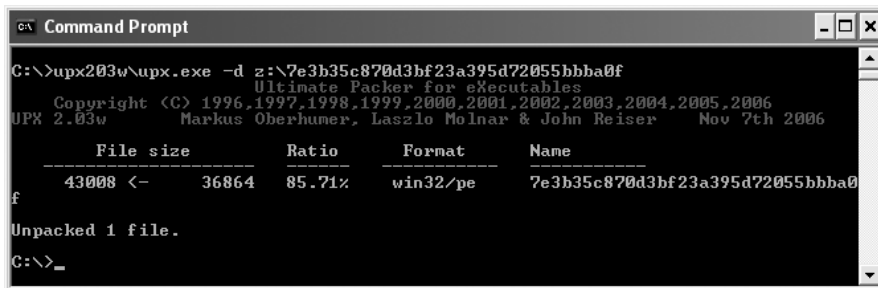 Command Prompt
C:\>upx203w\upx.exe -d z:\7e3b35c870d3bf23a395d72055bbba0f
Ultimate Packer for eXecutables
Copyright (C) 1996,1997,1998,1999,2000,2001,2002,2003,2004,2005,2006
UPX 2.03w Markus Oberhumer, Laszlo Molnar & John Reiser Nov 7th 2006
File size Ratio Format Name
-------------------- ------ ----------- -----------
43008 <- 36864 85.71% win32/pe 7e3b35c870d3bf23a395d72055bbba0
f
Unpacked 1 file.
C:\>_